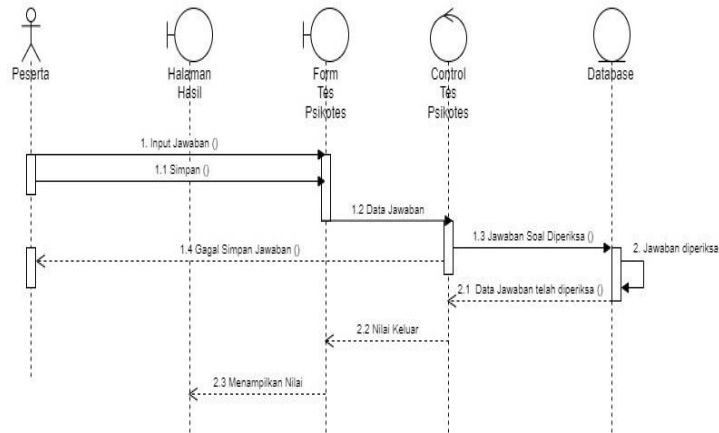 Peserta
Halaman
Hasil
Form
Tes
Psikotes
Control
Tes
Psikotes
Database
1. Input Jawaban ()
1.1 Simpan ()
1.2 Data Jawaban
1.3 Jawaban Soal Diperiksa ()
2. Jawaban diperiksa
1.4 Gagal Simpan Jawaban ()
2.1 Data Jawaban telah diperiksa ()
2.2 Nilai Keluar
2.3 Menampilkan Nilai